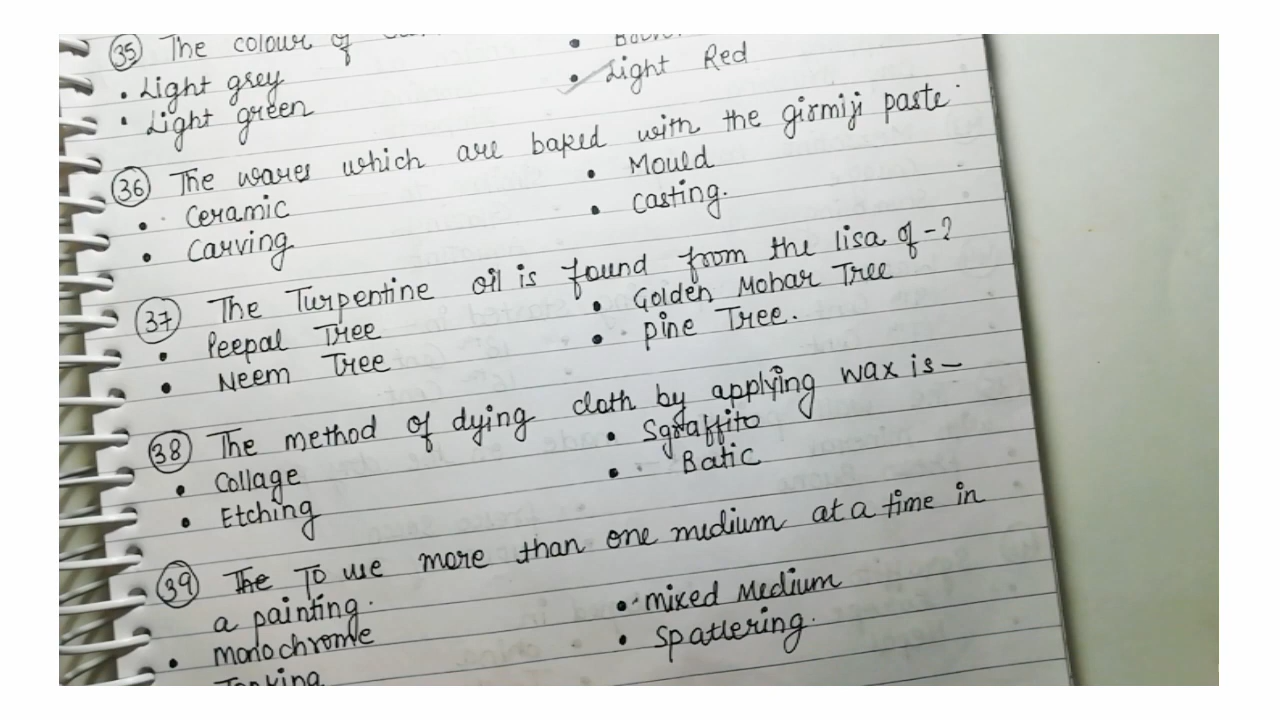 35 The colour of
• Light grey
• Light Red
• Light green
36 The wares which are baked with the girmiji paste.
• Ceramic • Mould
• Carving • Casting.
37 The Turpentine oil is found from the lisa of -?
• Peepal Tree • Golden Mohar Tree
• Neem Tree • pine Tree.
38 The method of dying cloth by applying wax is —
• Collage • Sgraffito
• Etching • Batic
39 The To use more than one medium at a time in
a painting.
• monochrome • mixed Medium
• Spattering.